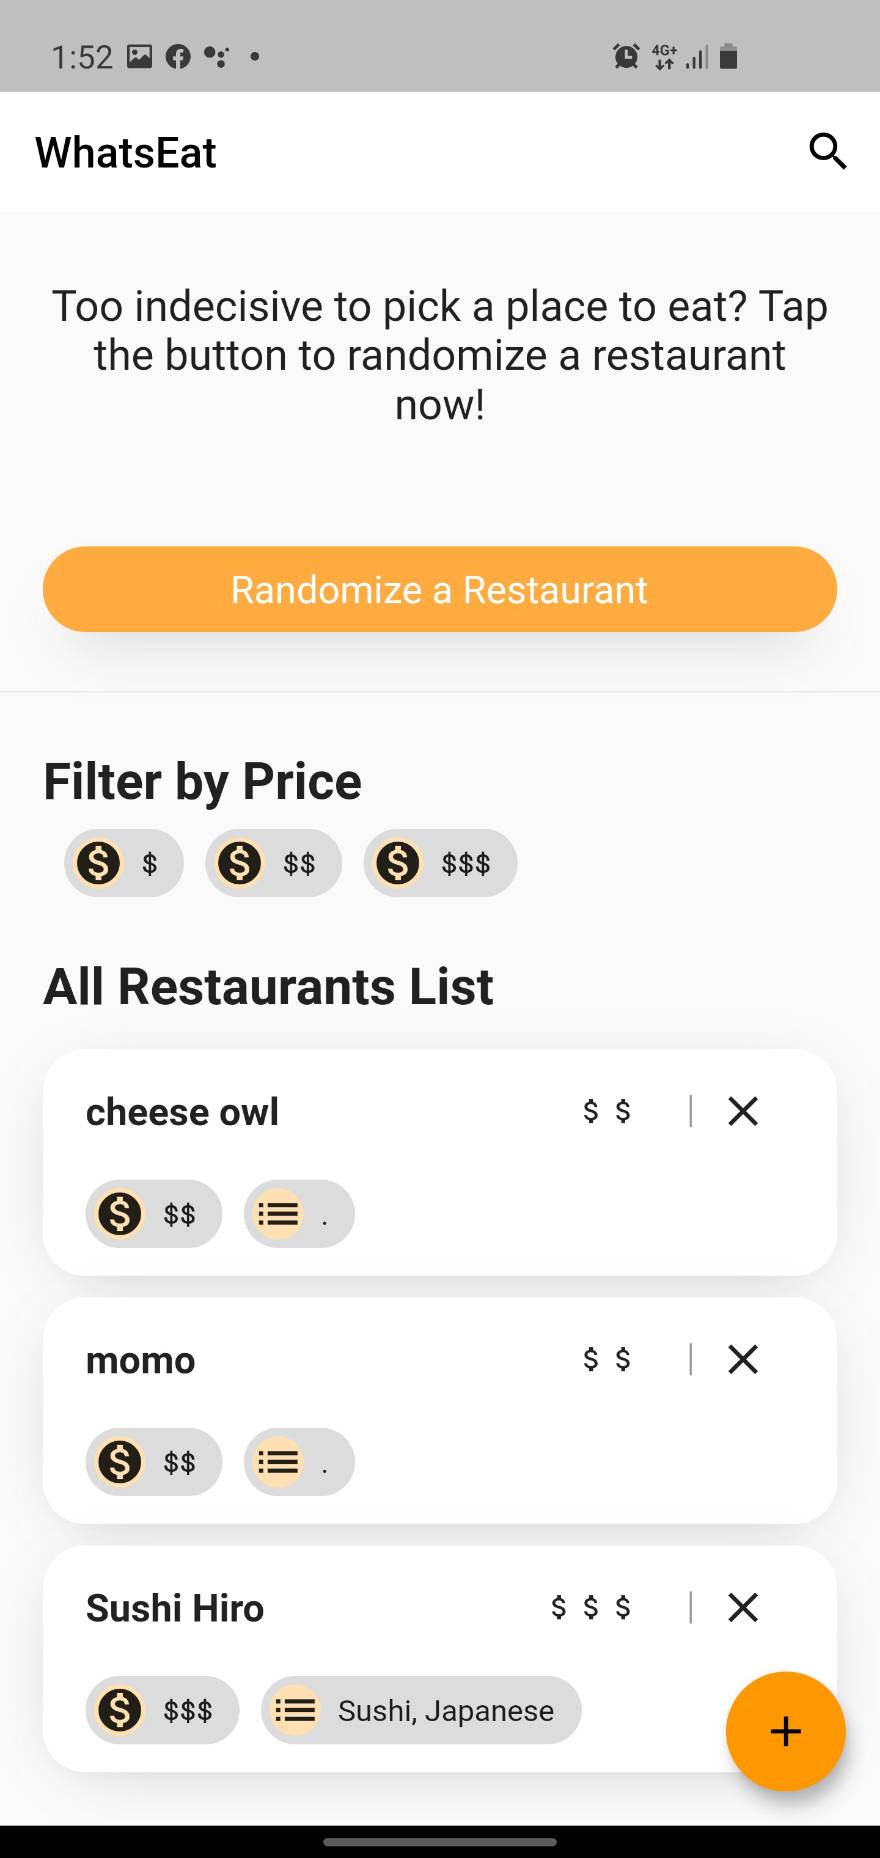 1:52 4G+
WhatsEat
Too indecisive to pick a place to eat? Tap
the button to randomize a restaurant
now!
Randomize a Restaurant
Filter by Price
$ $ $ $$ $ $$$
All Restaurants List
cheese owl $ $ |
$ $$ .
momo $ $ |
$ $$ .
Sushi Hiro $ $ $ |
$ $$$ Sushi, Japanese
+